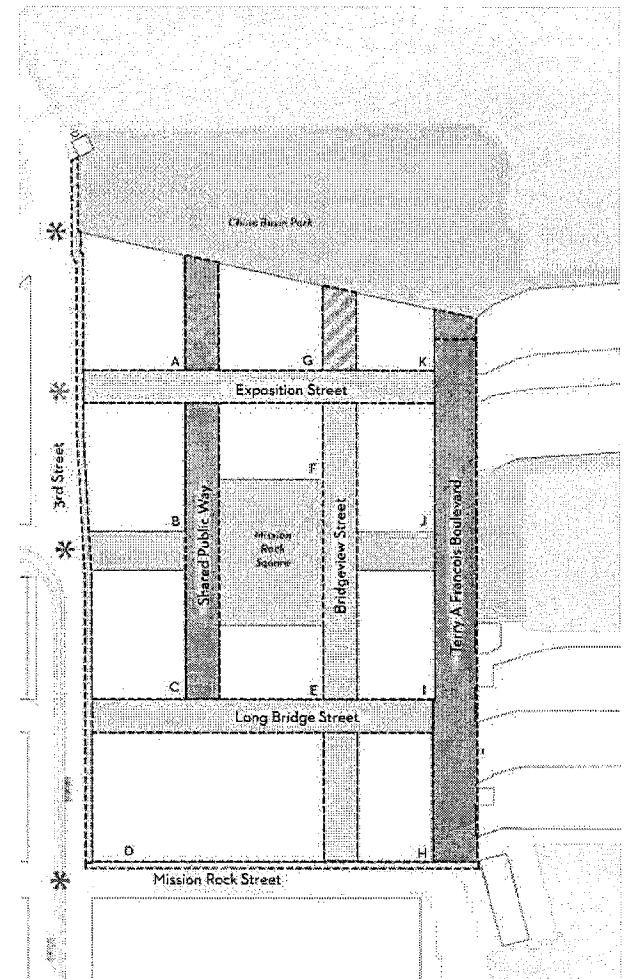 China Basin Park
A
G
K
Exposition Street
3rd Street
F
B
Shared Public Way
Mission
Rock
Square
Bridgeview Street
J
Terry A Francois Boulevard
C
E
I
Long Bridge Street
D
H
Mission Rock Street